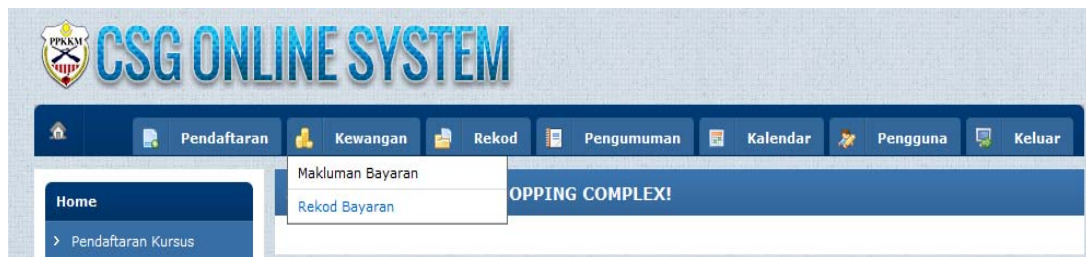 PPKKM
CSG ONLINE SYSTEM
Pendaftaran Kewangan Rekod Pengumuman Kalendar Pengguna Keluar
Makluman Bayaran
Rekod Bayaran
OPPING COMPLEX!
Home
> Pendaftaran Kursus